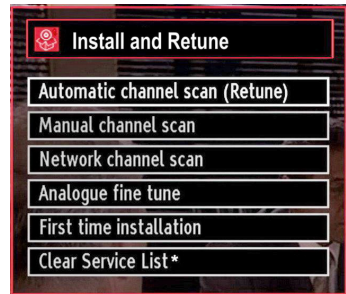 Install and Retune
Automatic channel scan (Retune)
Manual channel scan
Network channel scan
Analogue fine tune
First time installation
Clear Service List*